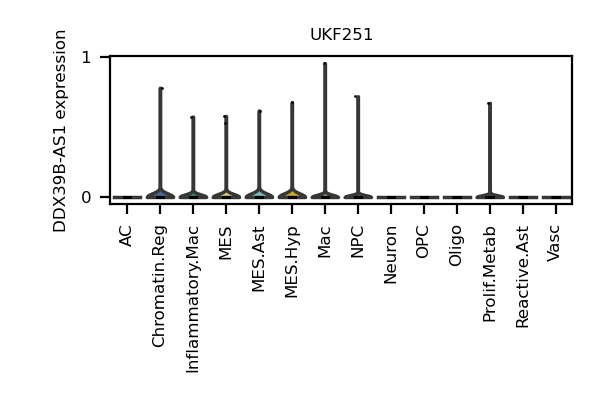 UKF251
DDX39B-AS1 expression
1
0
AC
Chromatin.Reg
Inflammatory.Mac
MES
MES.Ast
MES.Hyp
Mac
NPC
Neuron
OPC
Oligo
Prolif.Metab
Reactive.Ast
Vasc